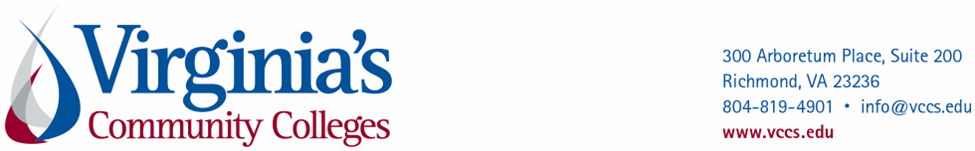 Virginia's
Community Colleges
300 Arboretum Place, Suite 200
Richmond, VA 23236
804-819-4901 • info@vccs.edu
www.vccs.edu